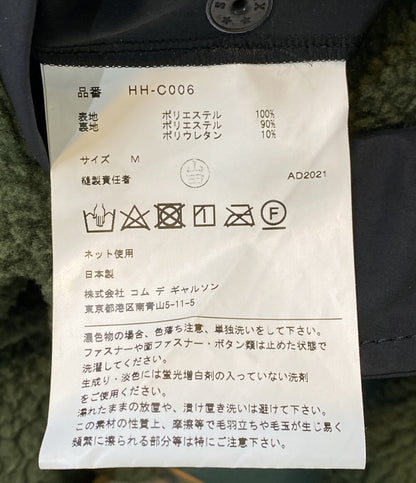 品番 HH-C006
表地 ポリエステル 100%
裏地 ポリエステル 90%
ポリウレタン 10%
サイズ M
縫製責任者 AD2021
F
ネット使用
日本製
株式会社 コム デ ギャルソン
東京都港区南青山5-11-5
濃色物の場合、色落ち注意、単独洗いをして下さい。
ファスナーや面ファスナー・ボタン類は止めた状態で
洗濯してください。
生成り・淡色には蛍光増白剤の入っていない洗剤
がをご使用下さい。
濡れたままの放置や、漬け置き洗いは避けて下さい。
この素材の性質上、摩擦等で毛羽立ちや毛玉が生じ易く
頻繁に擦られる部分等は特にご注意下さい。